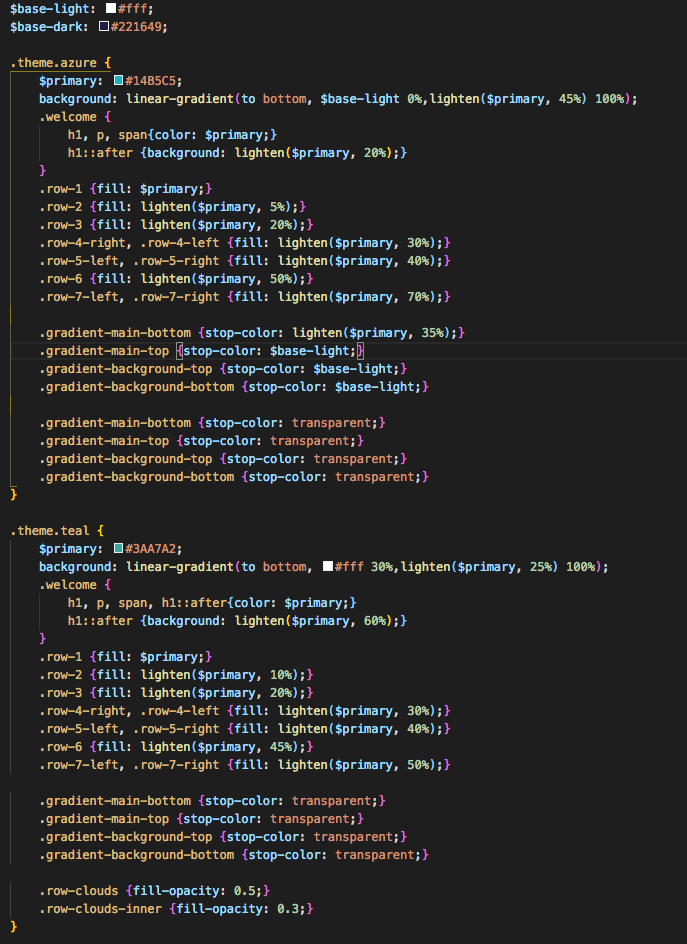 $base-light: #fff;
$base-dark: #221649;
.theme.azure {
$primary: #14B5C5;
background: linear-gradient(to bottom, $base-light 0%,lighten($primary, 45%) 100%);
.welcome {
h1, p, span{color: $primary;}
h1::after {background: lighten($primary, 20%);}
}
.row-1 {fill: $primary;}
.row-2 {fill: lighten($primary, 5%);}
.row-3 {fill: lighten($primary, 20%);}
.row-4-right, .row-4-left {fill: lighten($primary, 30%);}
.row-5-left, .row-5-right {fill: lighten($primary, 40%);}
.row-6 {fill: lighten($primary, 50%);}
.row-7-left, .row-7-right {fill: lighten($primary, 70%);}
.gradient-main-bottom {stop-color: lighten($primary, 35%);}
.gradient-main-top {stop-color: $base-light;}
.gradient-background-top {stop-color: $base-light;}
.gradient-background-bottom {stop-color: $base-light;}
.gradient-main-bottom {stop-color: transparent;}
.gradient-main-top {stop-color: transparent;}
.gradient-background-top {stop-color: transparent;}
.gradient-background-bottom {stop-color: transparent;}
}
.theme.teal {
$primary: #3AA7A2;
background: linear-gradient(to bottom, #fff 30%,lighten($primary, 25%) 100%);
.welcome {
h1, p, span, h1::after{color: $primary;}
h1::after {background: lighten($primary, 60%);}
}
.row-1 {fill: $primary;}
.row-2 {fill: lighten($primary, 10%);}
.row-3 {fill: lighten($primary, 20%);}
.row-4-right, .row-4-left {fill: lighten($primary, 30%);}
.row-5-left, .row-5-right {fill: lighten($primary, 40%);}
.row-6 {fill: lighten($primary, 45%);}
.row-7-left, .row-7-right {fill: lighten($primary, 50%);}
.gradient-main-bottom {stop-color: transparent;}
.gradient-main-top {stop-color: transparent;}
.gradient-background-top {stop-color: transparent;}
.gradient-background-bottom {stop-color: transparent;}
.row-clouds {fill-opacity: 0.5;}
.row-clouds-inner {fill-opacity: 0.3;}
}